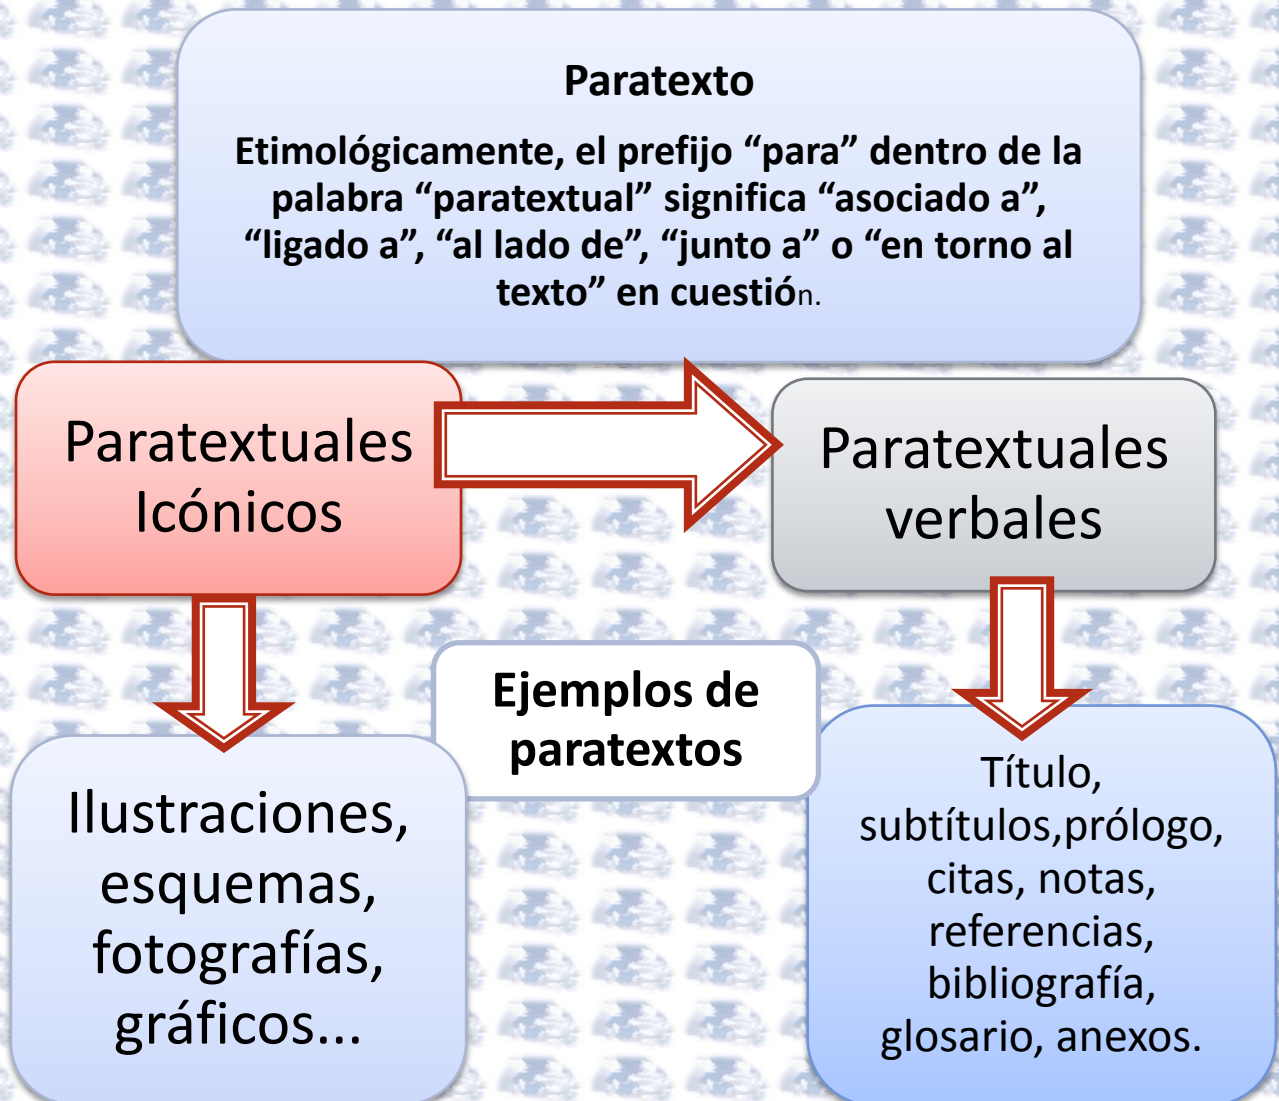 Paratexto
Etimológicamente, el prefijo “para” dentro de la
palabra “paratextual” significa “asociado a”,
“ligado a”, “al lado de”, “junto a” o “en torno al
texto” en cuestión.
Paratextuales
Icónicos
Paratextuales
verbales
Ejemplos de
paratextos
Ilustraciones,
esquemas,
fotografías,
gráficos...
Título,
subtítulos,prólogo,
citas, notas,
referencias,
bibliografía,
glosario, anexos.